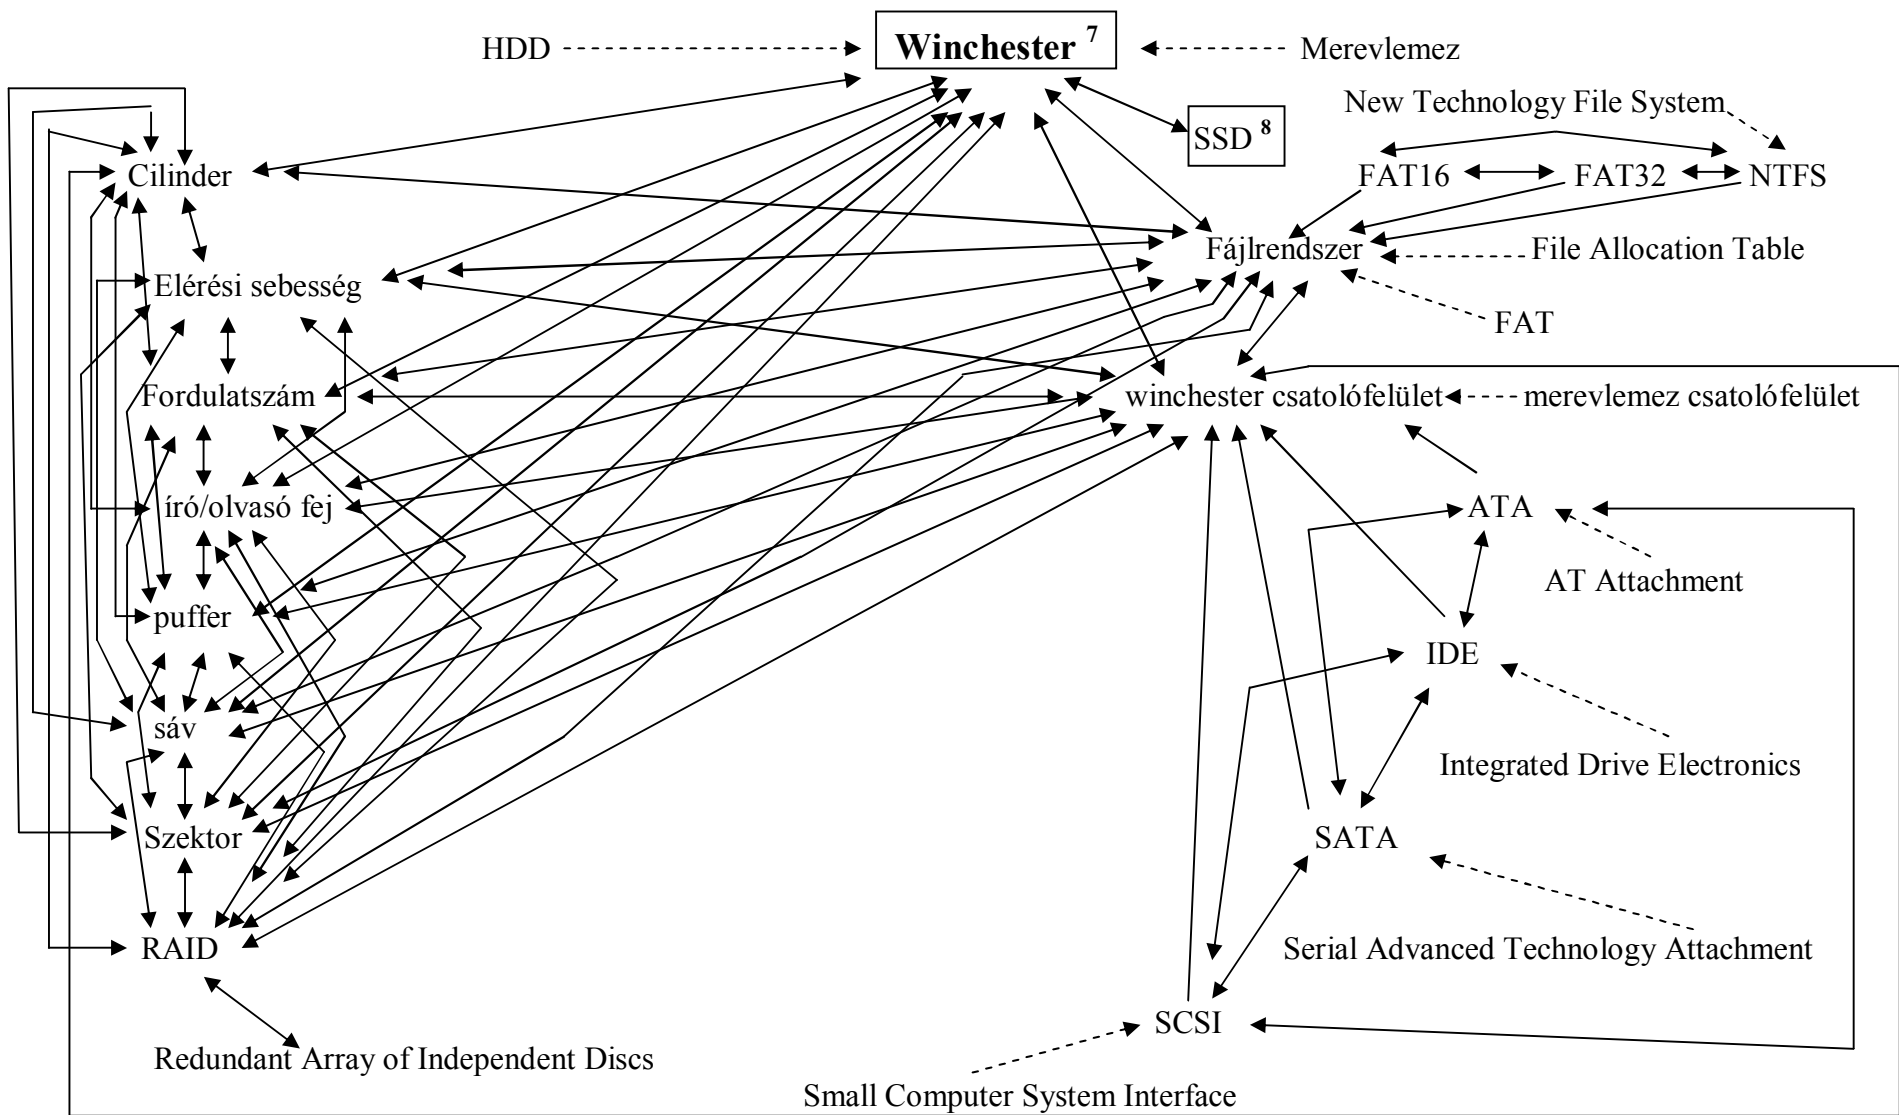 HDD
Winchester 7
Merevlemez
New Technology File System
SSD 8
Cilinder
FAT16
FAT32
NTFS
Fájlrendszer
File Allocation Table
Elérési sebesség
FAT
Fordulatszám
winchester csatolófelület
merevlemez csatolófelület
író/olvasó fej
ATA
AT Attachment
puffer
IDE
sáv
Integrated Drive Electronics
Szektor
SATA
RAID
Serial Advanced Technology Attachment
SCSI
Redundant Array of Independent Discs
Small Computer System Interface